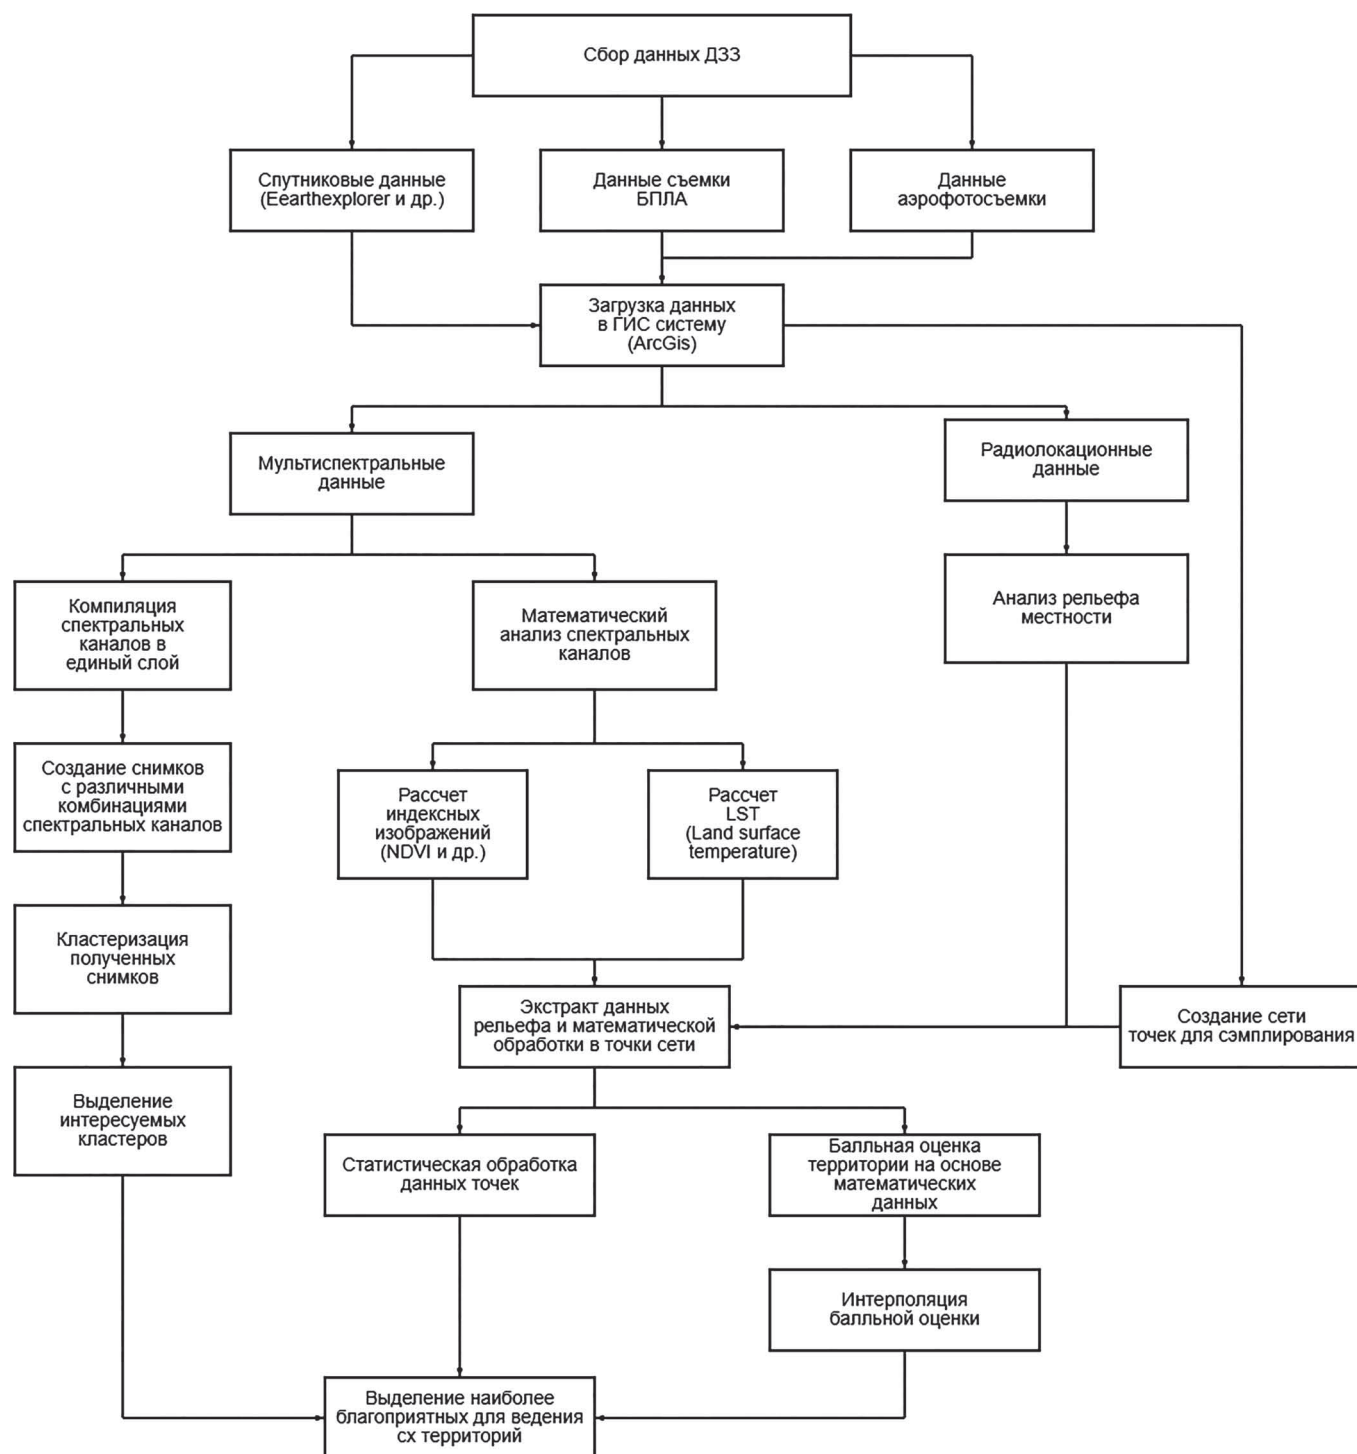 Сбор данных ДЗЗ
Спутниковые данные
(Eearthexplorer и др.)
Данные съемки
БПЛА
Данные
аэрофотосъемки
Загрузка данных
в ГИС систему
(ArcGis)
Мультиспектральные
данные
Радиолокационные
данные
Компиляция
спектральных
каналов в
единый слой
Математический
анализ спектральных
каналов
Анализ рельефа
местности
Создание снимков
с различными
комбинациями
спектральных каналов
Рассчет
индексных
изображений
(NDVI и др.)
Рассчет
LST
(Land surface
temperature)
Кластеризация
полученных
снимков
Экстракт данных
рельефа и математической
обработки в точки сети
Создание сети
точек для сэмплирования
Выделение
интересуемых
кластеров
Статистическая обработка
данных точек
Балльная оценка
территории на основе
математических
данных
Интерполяция
балльной оценки
Выделение наиболее
благоприятных для ведения
сх территорий